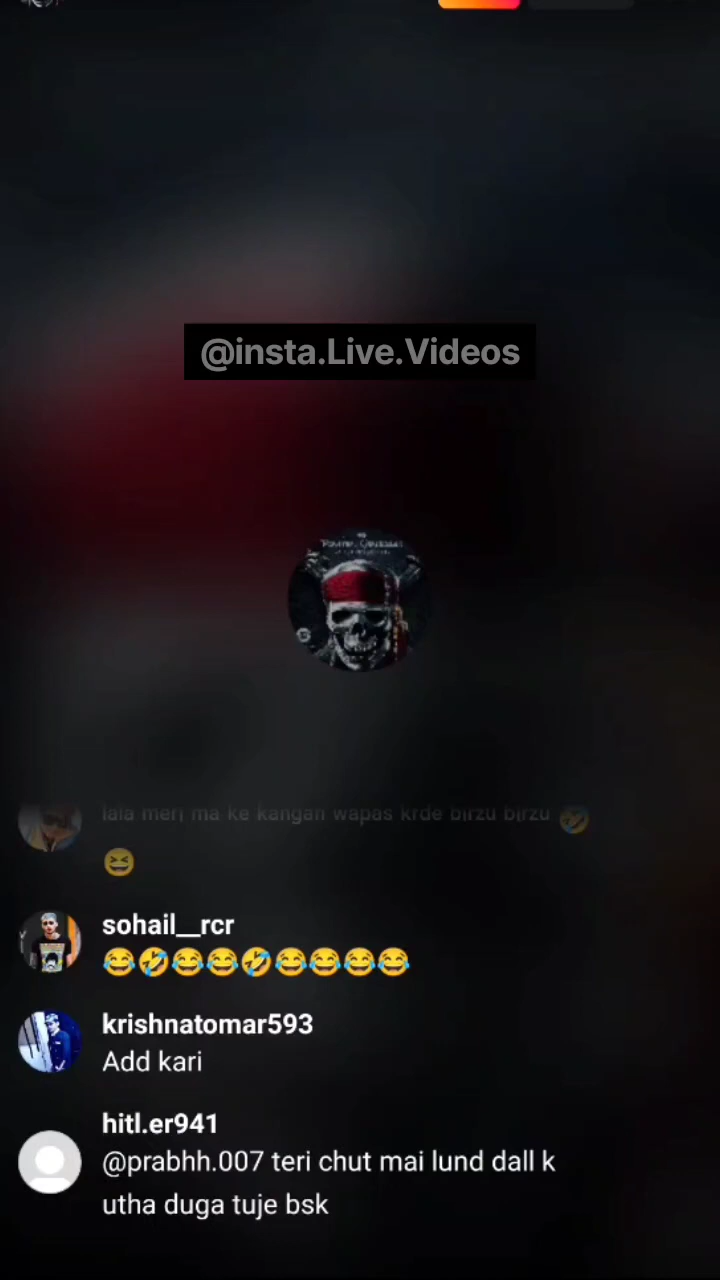 @insta.Live.Videos
lala meri ma ke kangan wapas krde birzu birzu 🤣
😆
sohail__rcr
😂🤣😂😂🤣😂😂😂😂
krishnatomar593
Add kari
hitl.er941
@prabhh.007 teri chut mai lund dall k
utha duga tuje bsk